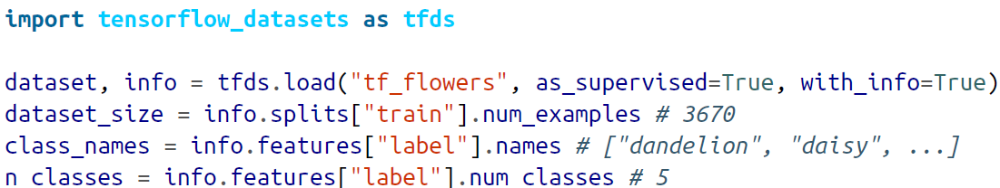 import tensorflow_datasets as tfds
dataset, info = tfds.load("tf_flowers", as_supervised=True, with_info=True)
dataset_size = info.splits["train"].num_examples # 3670
class_names = info.features["label"].names # ["dandelion", "daisy", ...]
n_classes = info.features["label"].num_classes # 5